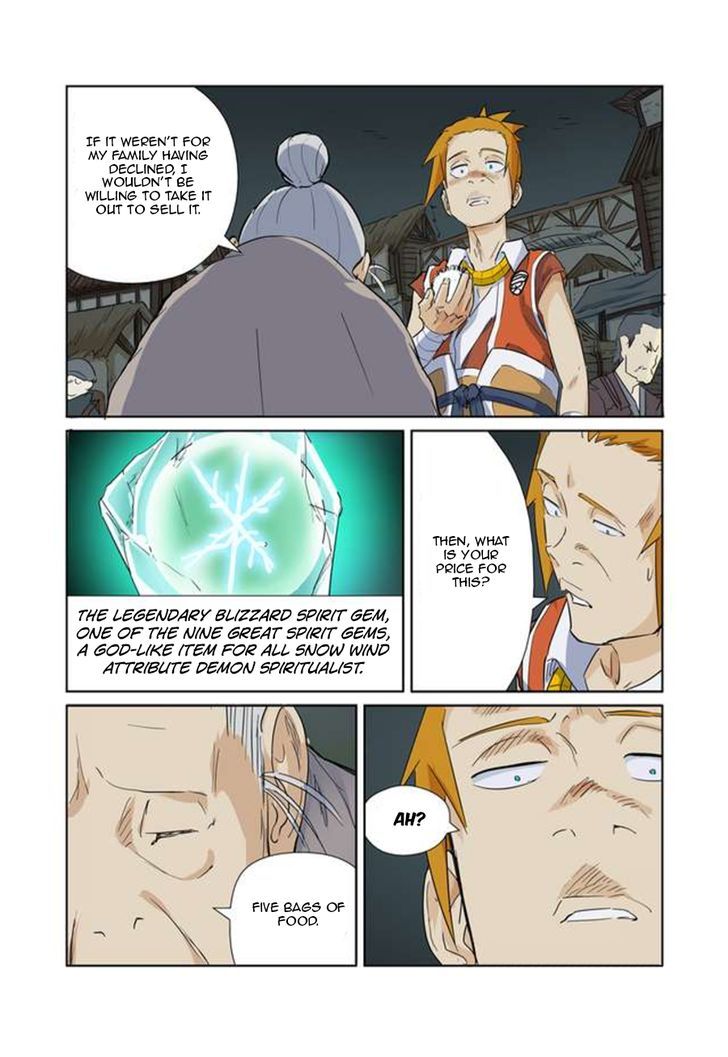 IF IT WEREN'T FOR
MY FAMILY HAVING
DECLINED, I
WOULDN'T BE
WILLING TO TAKE IT
OUT TO SELL IT.
THE LEGENDARY BLIZZARD SPIRIT GEM,
ONE OF THE NINE GREAT SPIRIT GEMS,
A GOD-LIKE ITEM FOR ALL SNOW WIND
ATTRIBUTE DEMON SPIRITUALIST.
THEN, WHAT
IS YOUR
PRICE FOR
THIS?
FIVE BAGS OF
FOOD.
AH?